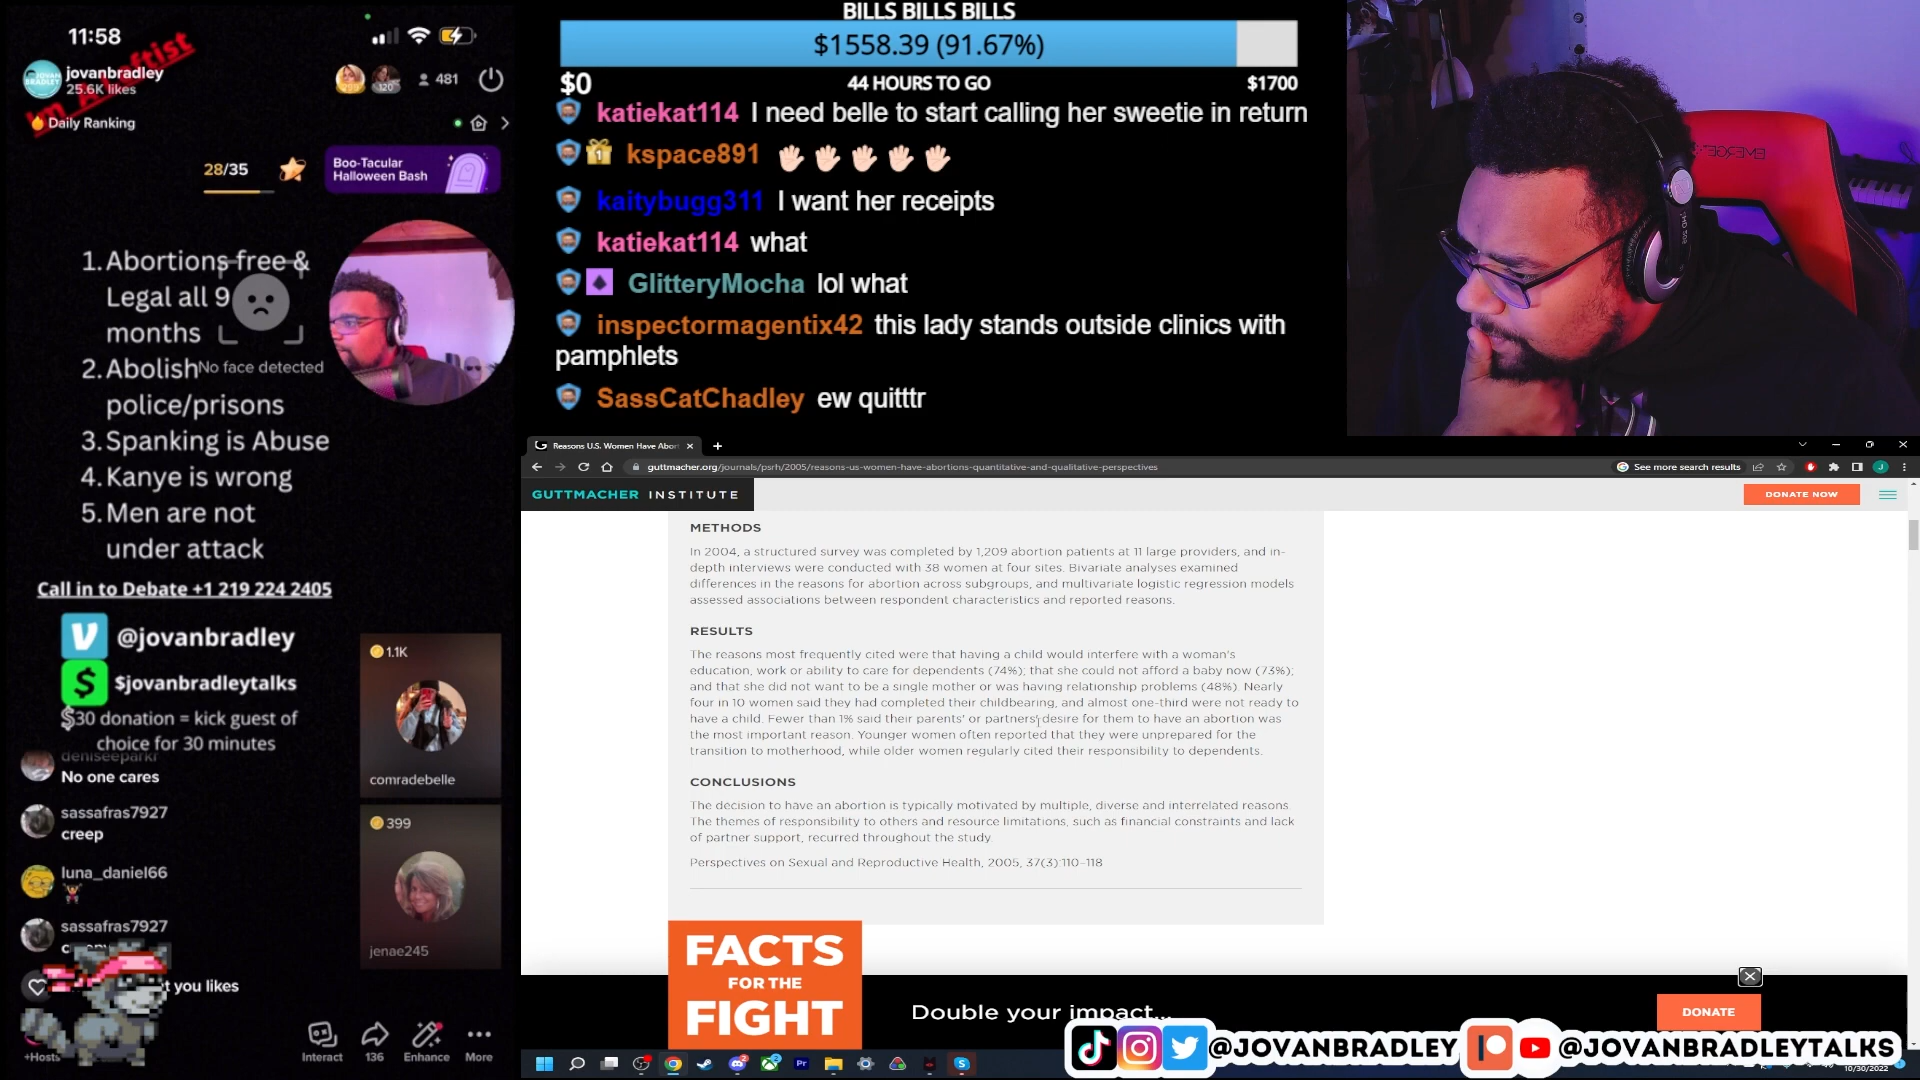 11:58
I'm A Leftist
jovanbradley
25.6K likes
120
481
Daily Ranking
28/35
Boo-Tacular
Halloween Bash
1. Abortions free &
Legal all 9
months
2. Abolish
police/prisons
3. Spanking is Abuse
4. Kanye is wrong
5. Men are not
under attack
No face detected
Call in to Debate +1 219 224 2405
@jovanbradley
$jovanbradleytalks
$30 donation = kick guest of
choice for 30 minutes
deniseeparkr
No one cares
sassafras7927
creep
luna_daniel66
sassafras7927
t you likes
+Hosts
Interact
136
Enhance
More
1.1K
comradebelle
399
jenae245
BILLS BILLS BILLS
$1558.39 (91.67%)
$0
44 HOURS TO GO
$1700
katiekat114 I need belle to start calling her sweetie in return
kspace891 🖐🏻 🖐🏻 🖐🏻 🖐🏻 🖐🏻
kaitybugg311 I want her receipts
katiekat114 what
GlitteryMocha lol what
inspectormagentix42 this lady stands outside clinics with
pamphlets
SassCatChadley ew quitttr
Reasons U.S. Women Have Abor
guttmacher.org/journals/psrh/2005/reasons-us-women-have-abortions-quantitative-and-qualitative-perspectives
See more search results
GUTTMACHER INSTITUTE
DONATE NOW
METHODS
In 2004, a structured survey was completed by 1,209 abortion patients at 11 large providers, and in-
depth interviews were conducted with 38 women at four sites. Bivariate analyses examined
differences in the reasons for abortion across subgroups, and multivariate logistic regression models
assessed associations between respondent characteristics and reported reasons.
RESULTS
The reasons most frequently cited were that having a child would interfere with a woman's
education, work or ability to care for dependents (74%); that she could not afford a baby now (73%);
and that she did not want to be a single mother or was having relationship problems (48%). Nearly
four in 10 women said they had completed their childbearing, and almost one-third were not ready to
have a child. Fewer than 1% said their parents' or partners' desire for them to have an abortion was
the most important reason. Younger women often reported that they were unprepared for the
transition to motherhood, while older women regularly cited their responsibility to dependents.
CONCLUSIONS
The decision to have an abortion is typically motivated by multiple, diverse and interrelated reasons.
The themes of responsibility to others and resource limitations, such as financial constraints and lack
of partner support, recurred throughout the study.
Perspectives on Sexual and Reproductive Health, 2005, 37(3):110–118
FACTS
FOR THE
FIGHT
Double your impact...
DONATE
@JOVANBRADLEY
@JOVANBRADLEYTALKS
10/30/2022